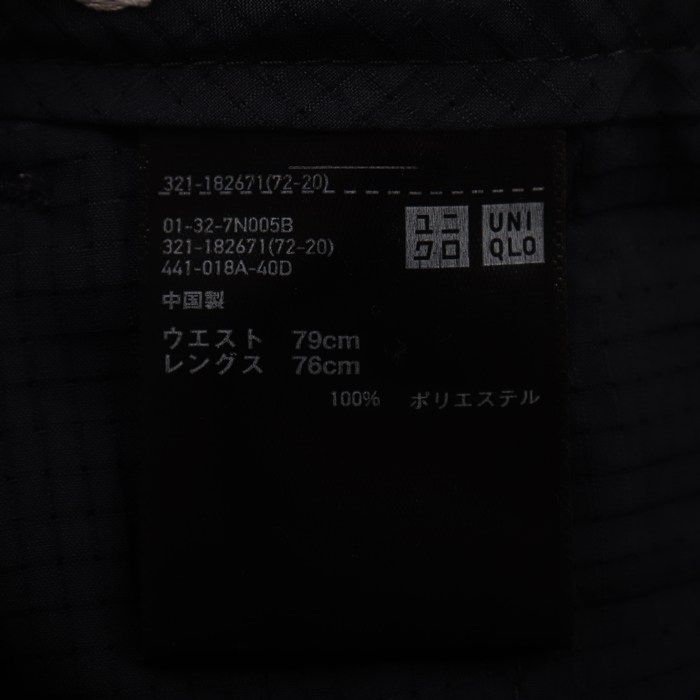 321-182671(72-20)
01-32-7N005B
321-182671(72-20)
441-018A-40D
ユニ
クロ
UNI
QLO
中国製
ウエスト 79cm
レングス 76cm
100% ポリエステル